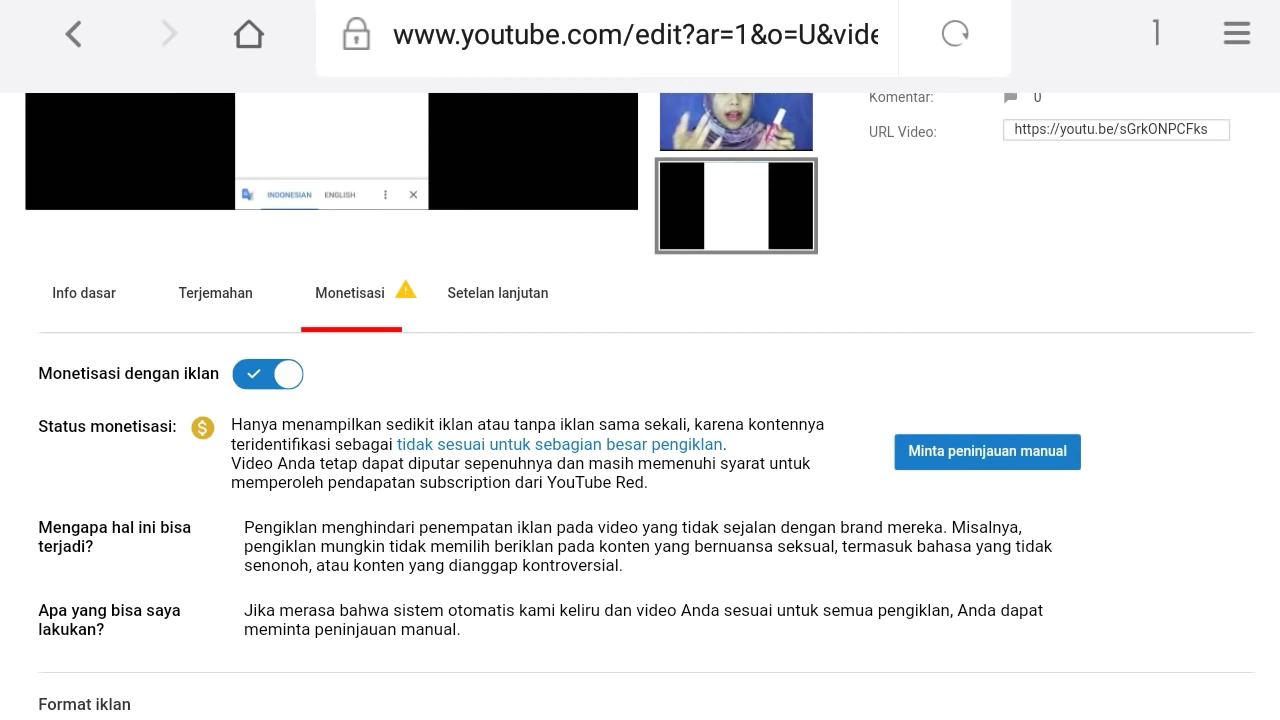 www.youtube.com/edit?ar=1&o=U&vide
1
Komentar: 0
URL Video: https://youtu.be/sGrkONPCFks
INDONESIAN ENGLISH
Info dasar Terjemahan Monetisasi Setelan lanjutan
Monetisasi dengan iklan
Status monetisasi: Hanya menampilkan sedikit iklan atau tanpa iklan sama sekali, karena kontennya
teridentifikasi sebagai tidak sesuai untuk sebagian besar pengiklan.
Video Anda tetap dapat diputar sepenuhnya dan masih memenuhi syarat untuk
memperoleh pendapatan subscription dari YouTube Red.
Minta peninjauan manual
Mengapa hal ini bisa
terjadi?
Pengiklan menghindari penempatan iklan pada video yang tidak sejalan dengan brand mereka. Misalnya,
pengiklan mungkin tidak memilih beriklan pada konten yang bernuansa seksual, termasuk bahasa yang tidak
senonoh, atau konten yang dianggap kontroversial.
Apa yang bisa saya
lakukan?
Jika merasa bahwa sistem otomatis kami keliru dan video Anda sesuai untuk semua pengiklan, Anda dapat
meminta peninjauan manual.
Format iklan